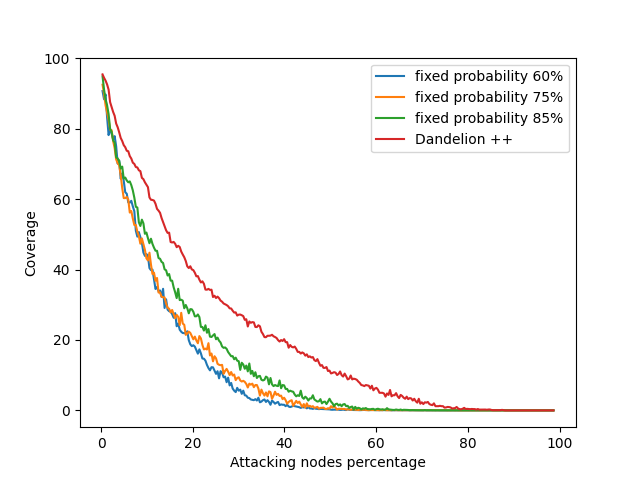 100
80
60
40
20
0
Coverage
0 20 40 60 80 100
Attacking nodes percentage
fixed probability 60%
fixed probability 75%
fixed probability 85%
Dandelion ++